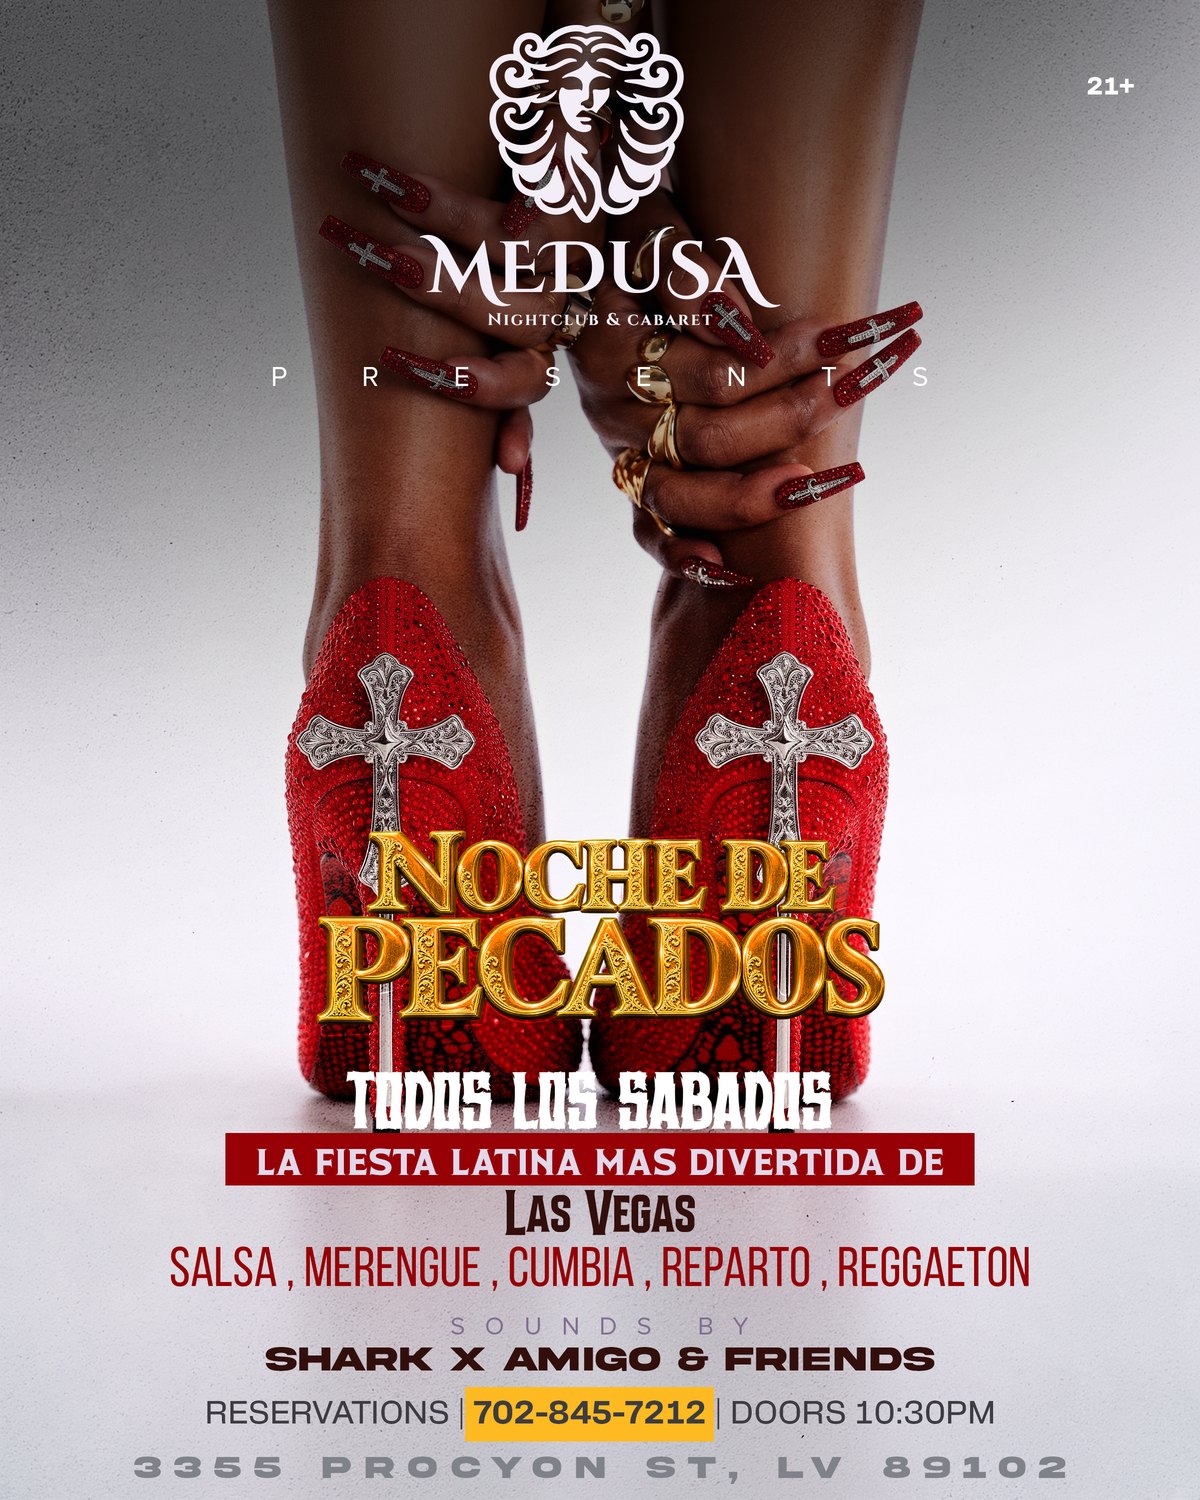 21+
MEDUSA
NIGHTCLUB & CABARET
PRESENTS
NOCHE DE
PECADOS
TODOS LOS SABADOS
LA FIESTA LATINA MAS DIVERTIDA DE
LAS VEGAS
SALSA , MERENGUE , CUMBIA , REPARTO , REGGAETON
SOUNDS BY
SHARK X AMIGO & FRIENDS
RESERVATIONS | 702-845-7212 | DOORS 10:30PM
3355 PROCYON ST, LV 89102